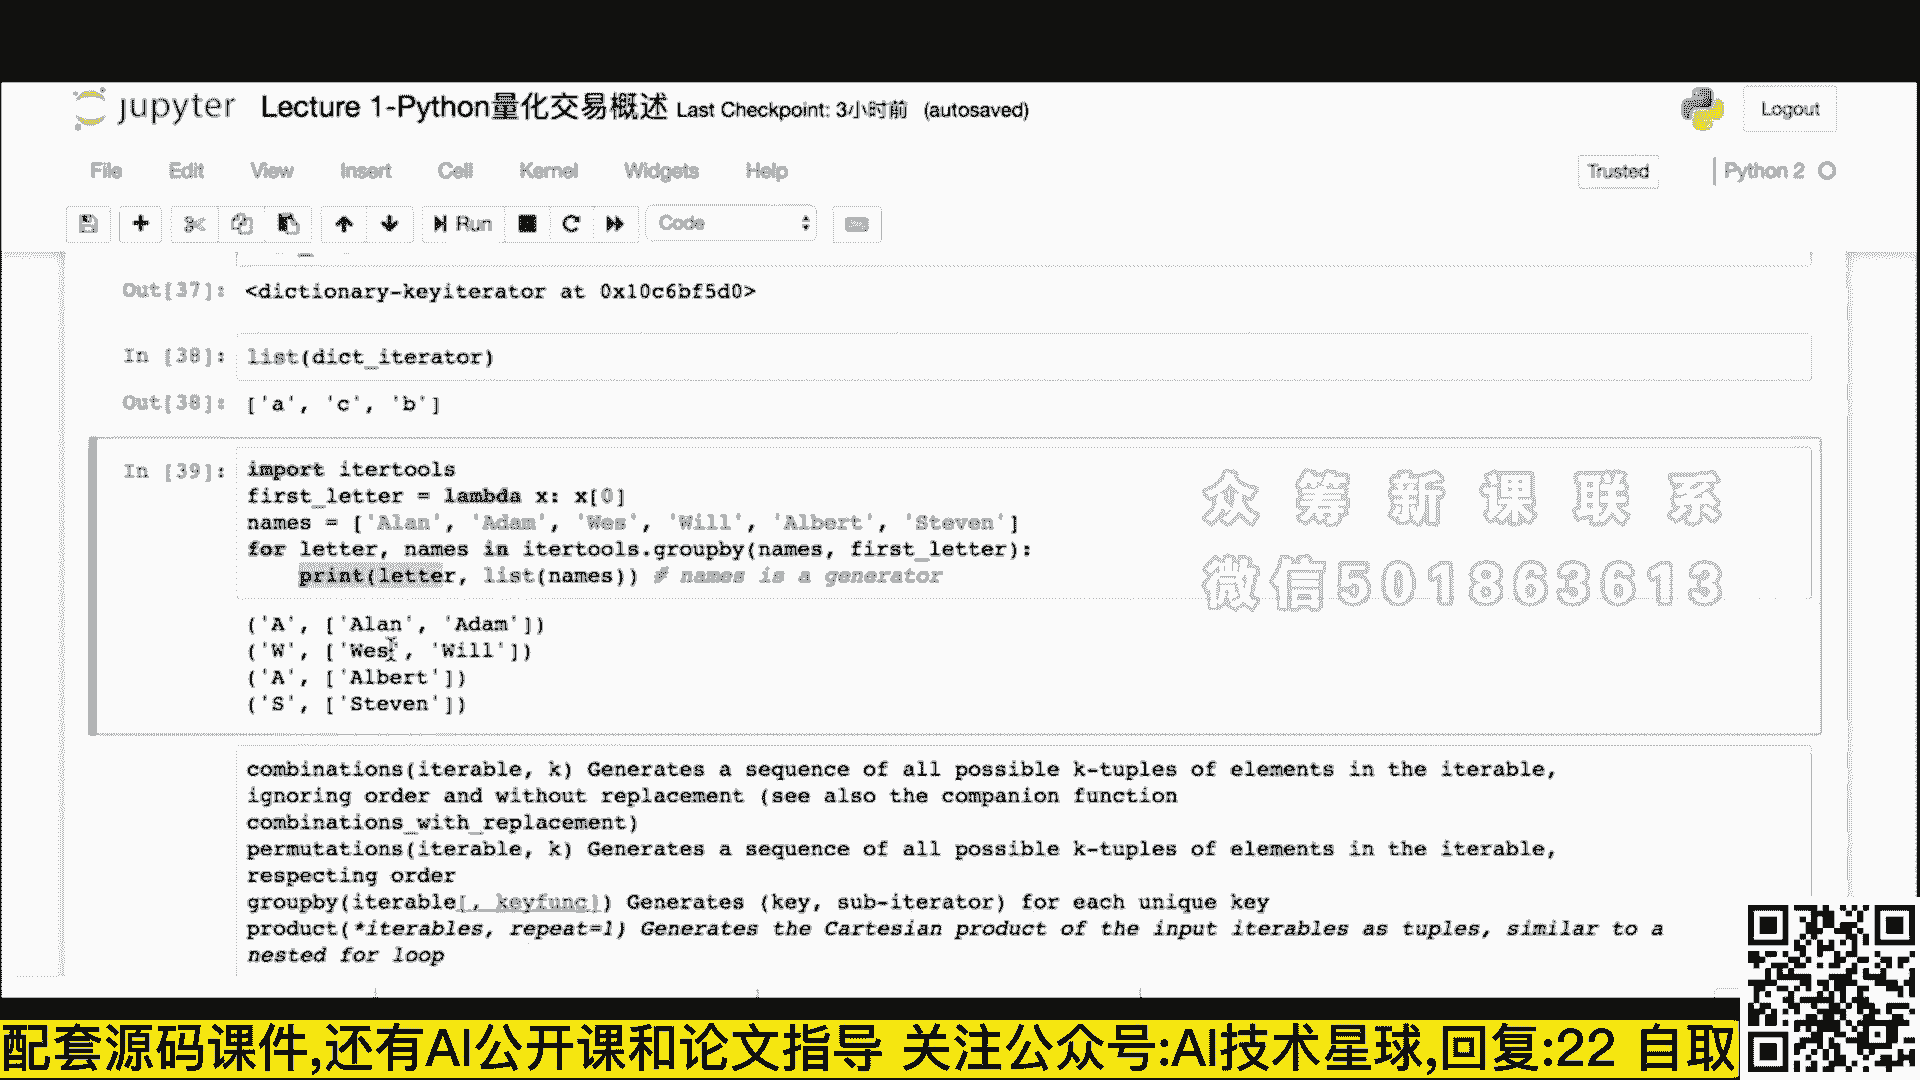 jupyter Lecture 1-Python量化交易概述 Last Checkpoint: 3小时前 (autosaved)
Logout
File Edit View Insert Cell Kernel Widgets Help
Trusted
Python 2
Run
Code
Out[37]: <dictionary-keyiterator at 0x10c6bf5d0>
In [38]: list(dict_iterator)
Out[38]: ['a', 'c', 'b']
In [39]: import itertools
first_letter = lambda x: x[0]
names = ['Alan', 'Adam', 'Wes', 'Will', 'Albert', 'Steven']
for letter, names in itertools.groupby(names, first_letter):
print(letter, list(names)) # names is a generator
众筹新课联系
微信501863613
('A', ['Alan', 'Adam'])
('W', ['Wes', 'Will'])
('A', ['Albert'])
('S', ['Steven'])
combinations(iterable, k) Generates a sequence of all possible k-tuples of elements in the iterable,
ignoring order and without replacement (see also the companion function
combinations_with_replacement)
permutations(iterable, k) Generates a sequence of all possible k-tuples of elements in the iterable,
respecting order
groupby(iterable[, keyfunc]) Generates (key, sub-iterator) for each unique key
product(*iterables, repeat=1) Generates the Cartesian product of the input iterables as tuples, similar to a
nested for loop
配套源码课件,还有AI公开课和论文指导 关注公众号:AI技术星球,回复:22 自取